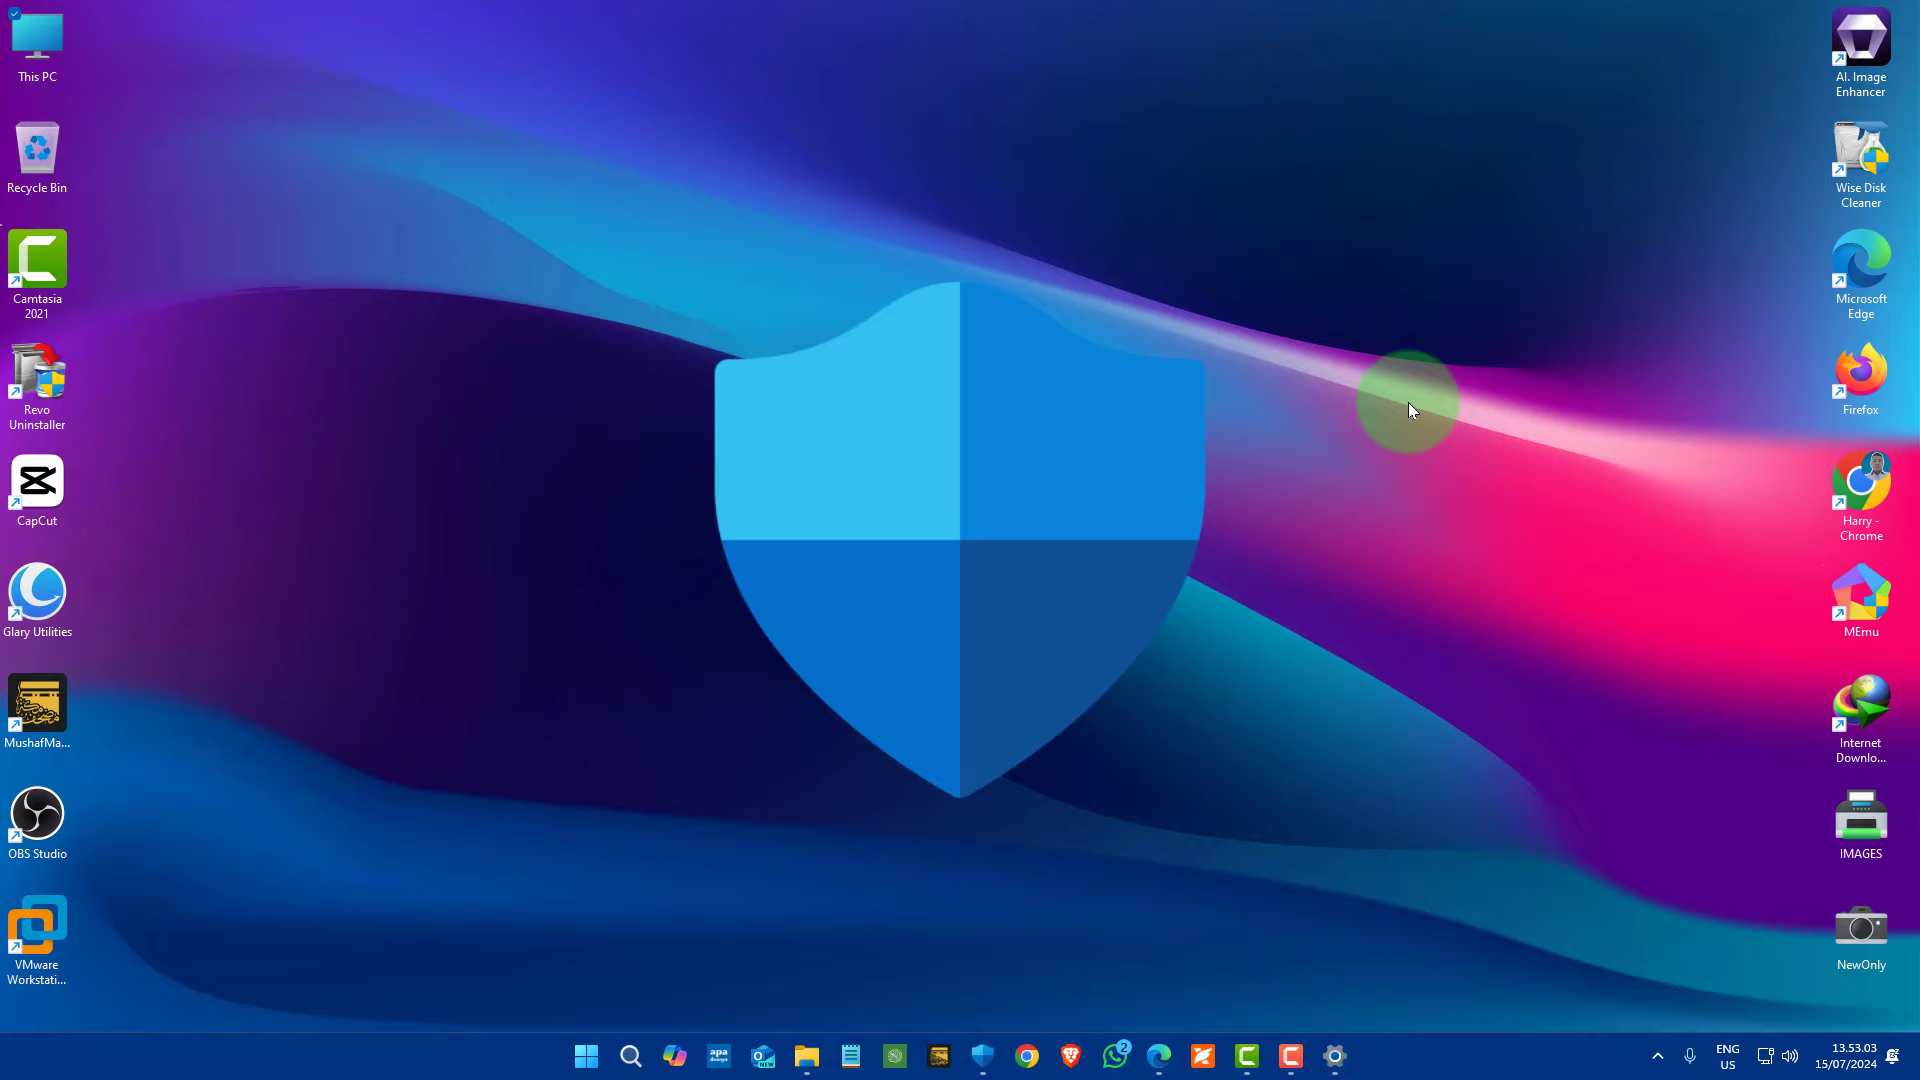 This PC
Recycle Bin
Camtasia
2021
Revo
Uninstaller
CapCut
Glary Utilities
MushafMa...
OBS Studio
VMware
Workstati...
AI. Image
Enhancer
Wise Disk
Cleaner
Microsoft
Edge
Firefox
Harry -
Chrome
MEmu
Internet
Downlo...
IMAGES
NewOnly
apa
NEW
2
ENG
US
13.53.03
15/07/2024